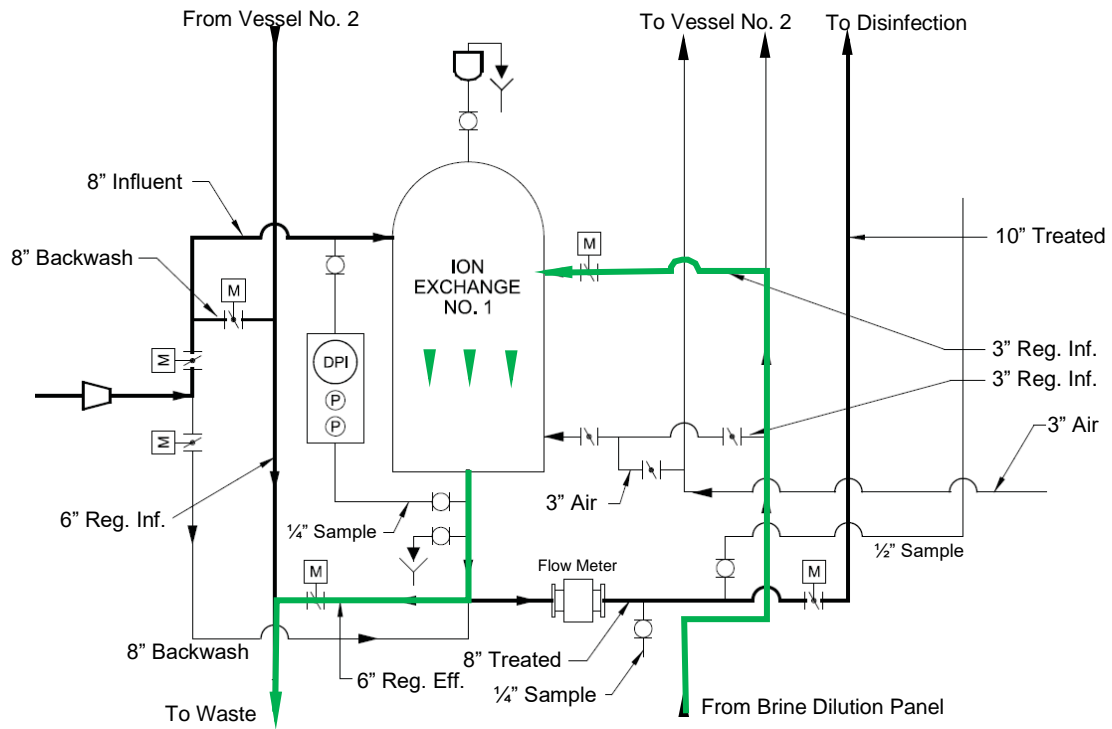 From Vessel No. 2
To Vessel No. 2
To Disinfection
8” Influent
8” Backwash
M
M
M
M
ION
EXCHANGE
NO. 1
10” Treated
DPI
P
P
3” Reg. Inf.
3” Reg. Inf.
3” Air
3” Air
6” Reg. Inf.
¼” Sample
½” Sample
M
Flow Meter
M
8” Backwash
6” Reg. Eff.
8” Treated
¼” Sample
To Waste
From Brine Dilution Panel